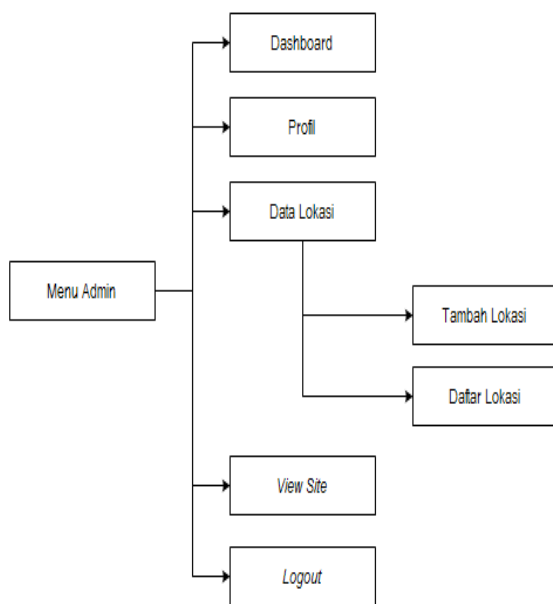 Dashboard
Profil
Data Lokasi
Menu Admin
Tambah Lokasi
Daftar Lokasi
View Site
Logout